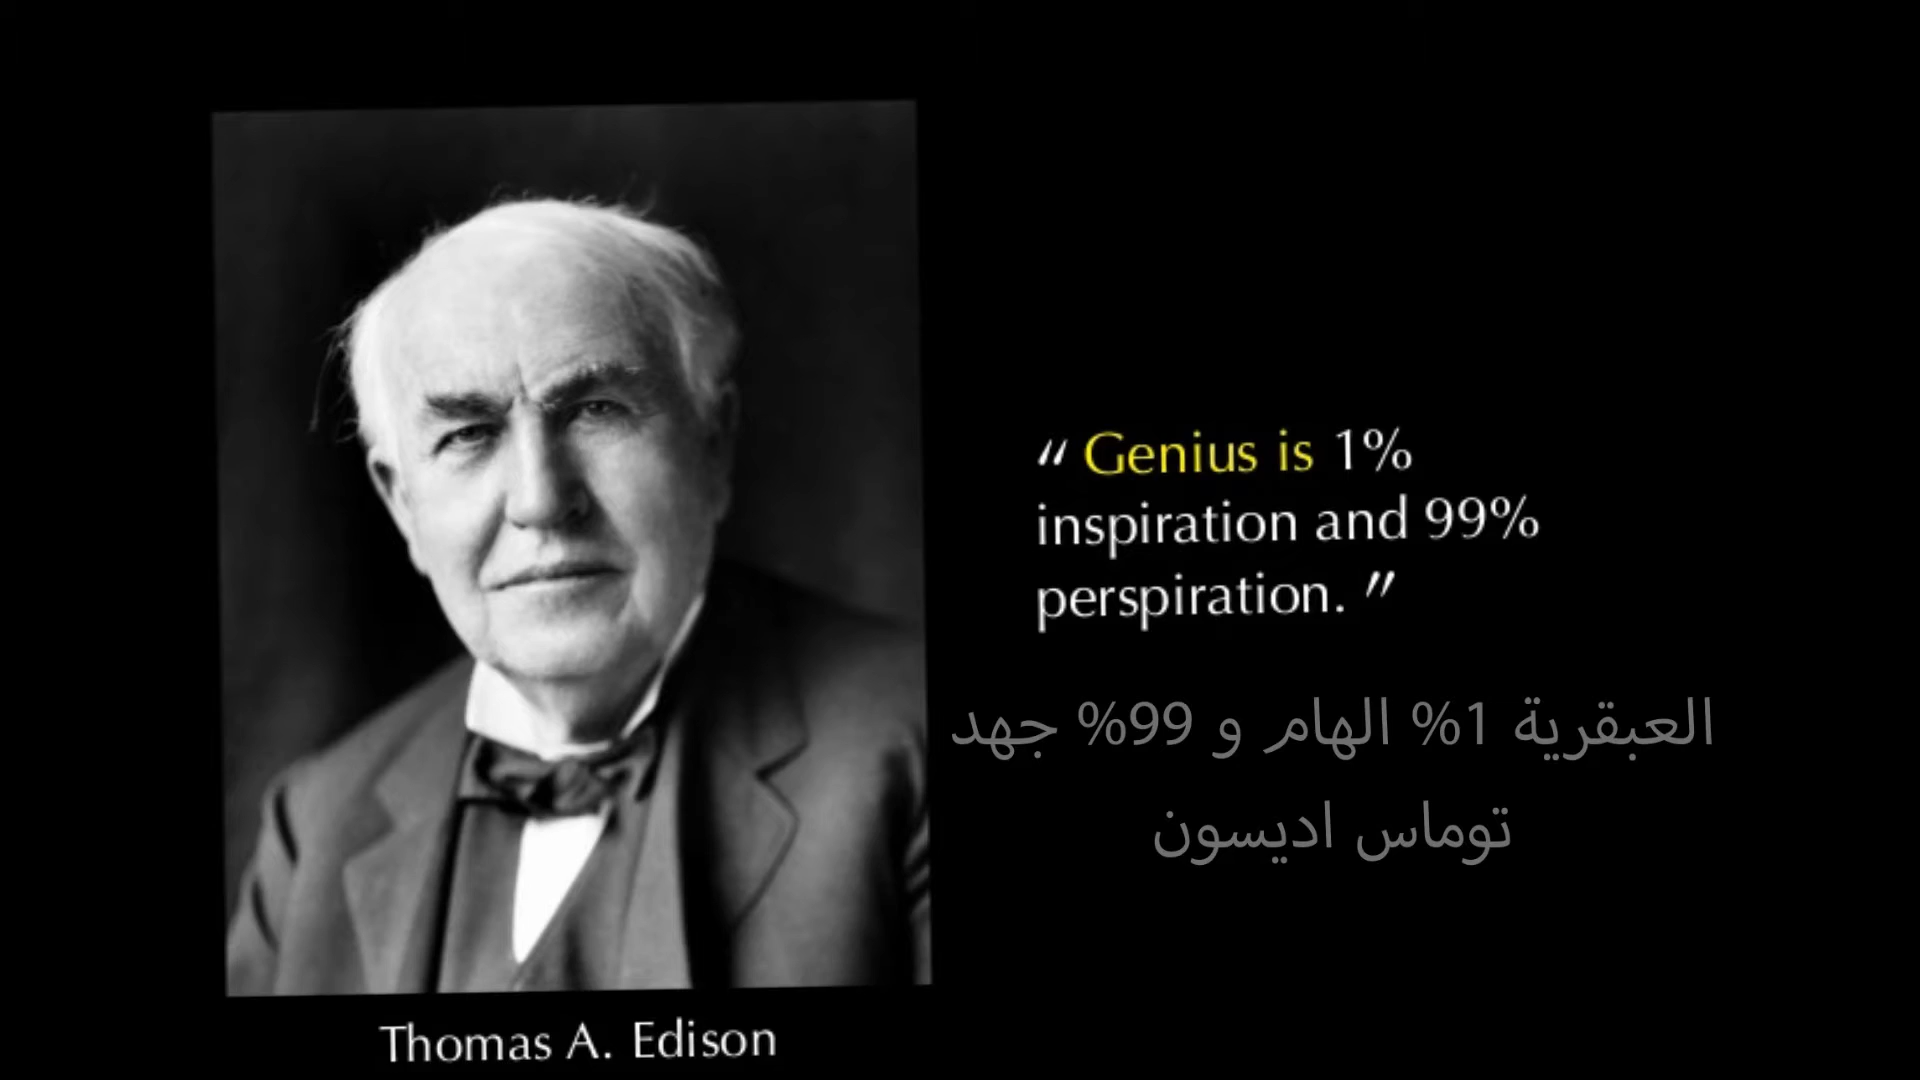 “ Genius is 1%
inspiration and 99%
perspiration. ”
العبقرية 1% الهام و 99% جهد
توماس اديسون
Thomas A. Edison